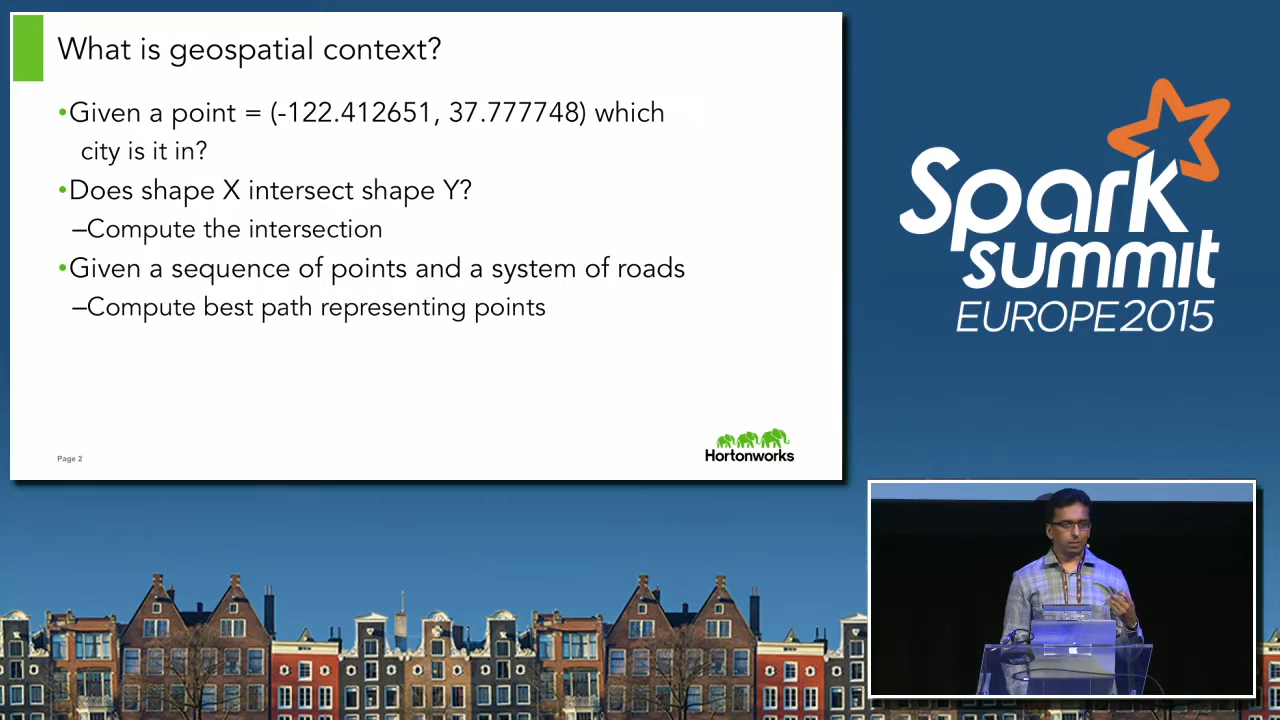 What is geospatial context?
•Given a point = (-122.412651, 37.777748) which
city is it in?
•Does shape X intersect shape Y?
–Compute the intersection
•Given a sequence of points and a system of roads
–Compute best path representing points
Page 2
Hortonworks
Spark
summit
EUROPE2015